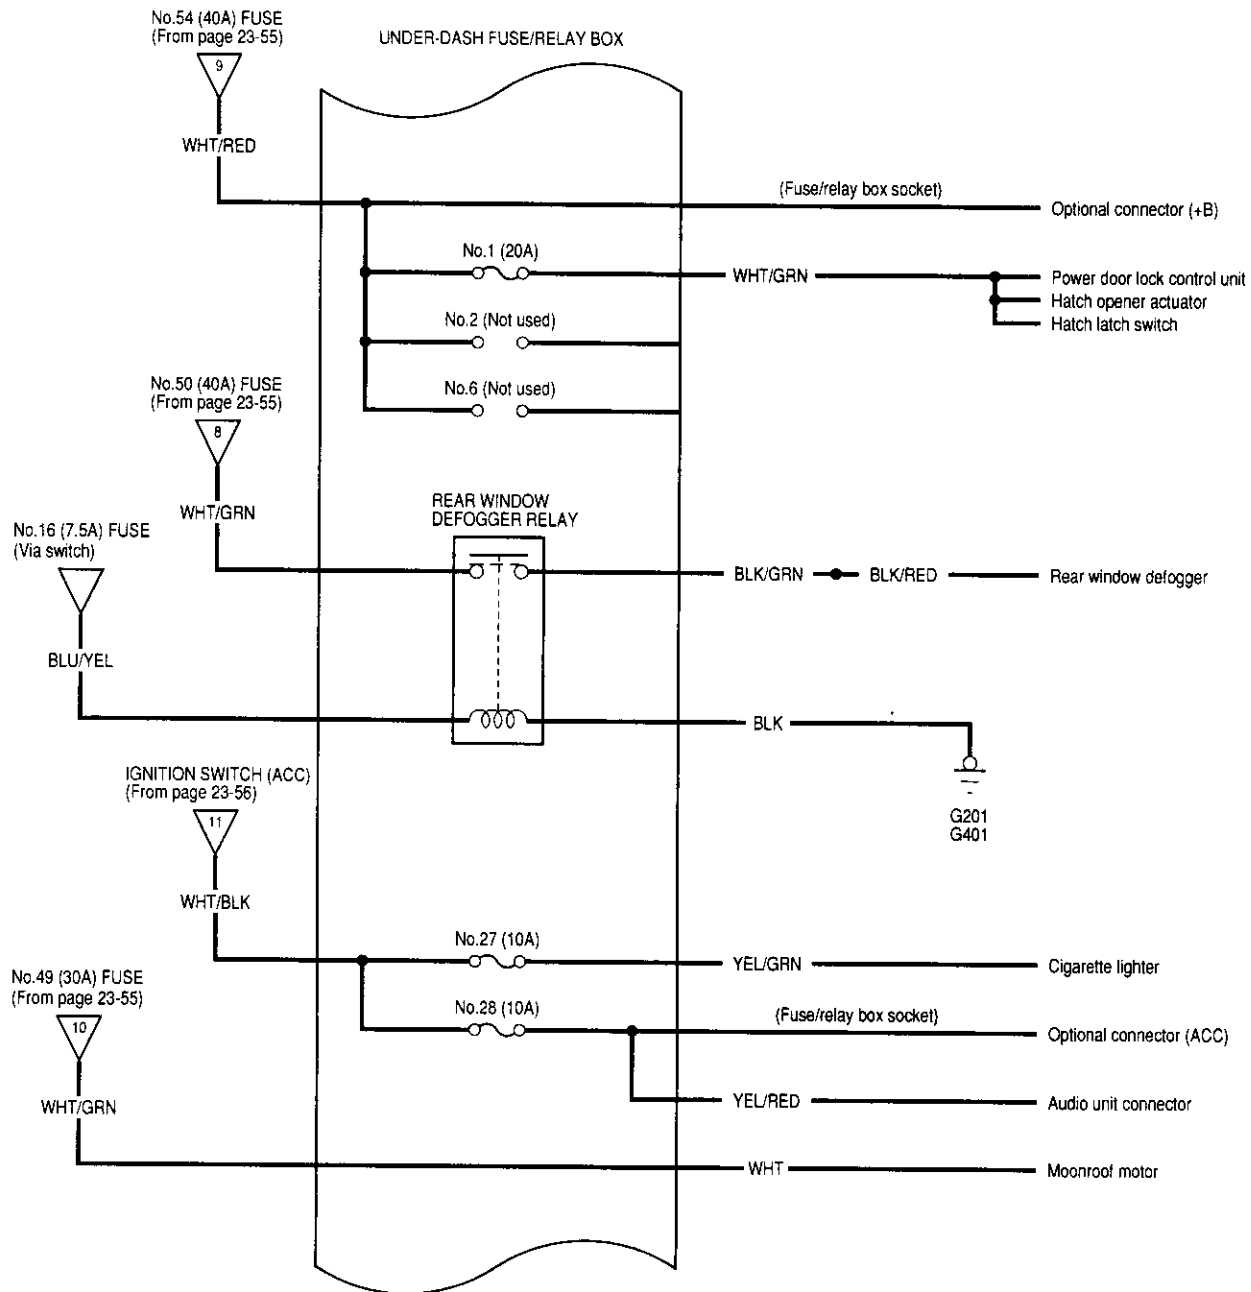 No.54 (40A) FUSE
(From page 23-55)
UNDER-DASH FUSE/RELAY BOX
9
WHT/RED
(Fuse/relay box socket)
Optional connector (+B)
No.1 (20A)
WHT/GRN
Power door lock control unit
Hatch opener actuator
Hatch latch switch
No.2 (Not used)
No.50 (40A) FUSE
(From page 23-55)
No.6 (Not used)
8
WHT/GRN
REAR WINDOW
DEFOGGER RELAY
No.16 (7.5A) FUSE
(Via switch)
BLK/GRN
BLK/RED
Rear window defogger
BLU/YEL
BLK
IGNITION SWITCH (ACC)
(From page 23-56)
G201
G401
11
WHT/BLK
No.27 (10A)
YEL/GRN
Cigarette lighter
No.49 (30A) FUSE
(From page 23-55)
No.28 (10A)
(Fuse/relay box socket)
Optional connector (ACC)
10
WHT/GRN
YEL/RED
Audio unit connector
WHT
Moonroof motor